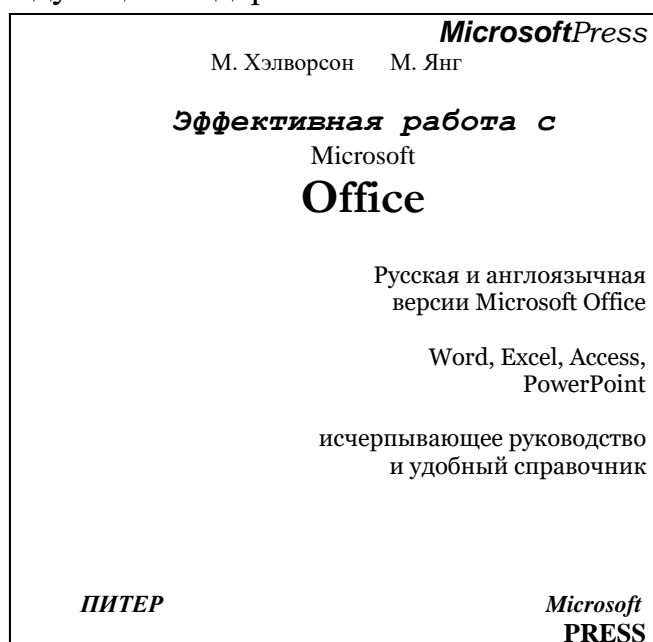 MicrosoftPress
М. Хэлворсон М. Янг
Эффективная работа с
Microsoft
Office
Русская и англоязычная
версии Microsoft Office
Word, Excel, Access,
PowerPoint
исчерпывающее руководство
и удобный справочник
ПИТЕР Microsoft
PRESS